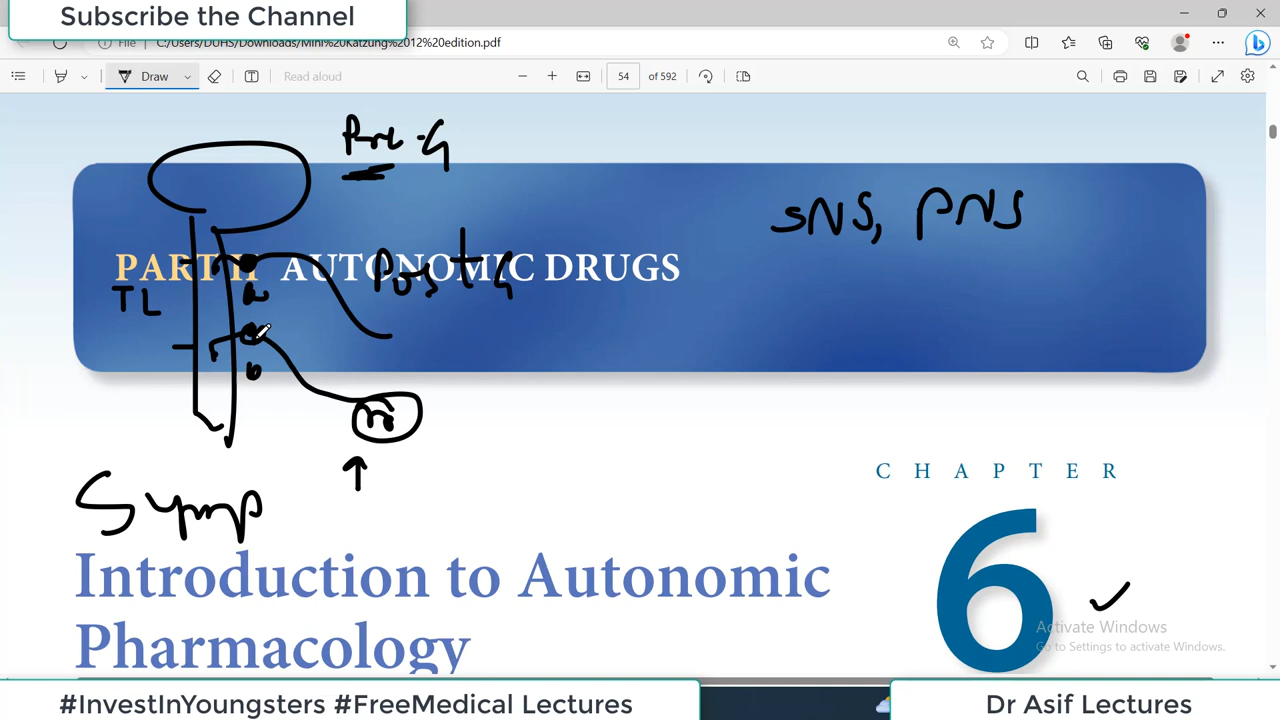 Subscribe the Channel
File
C:/Users/DUHS/Downloads/Mini%20Katzung%2012%20edition.pdf
Draw
Read aloud
54 of 592
Pre-G
SNS, PNS
PART II AUTONOMIC DRUGS
Post G
TL
a
b
Symp
CHAPTER
6
Introduction to Autonomic
Pharmacology
Activate Windows
Go to Settings to activate Windows.
#InvestInYoungsters #FreeMedical Lectures
Dr Asif Lectures